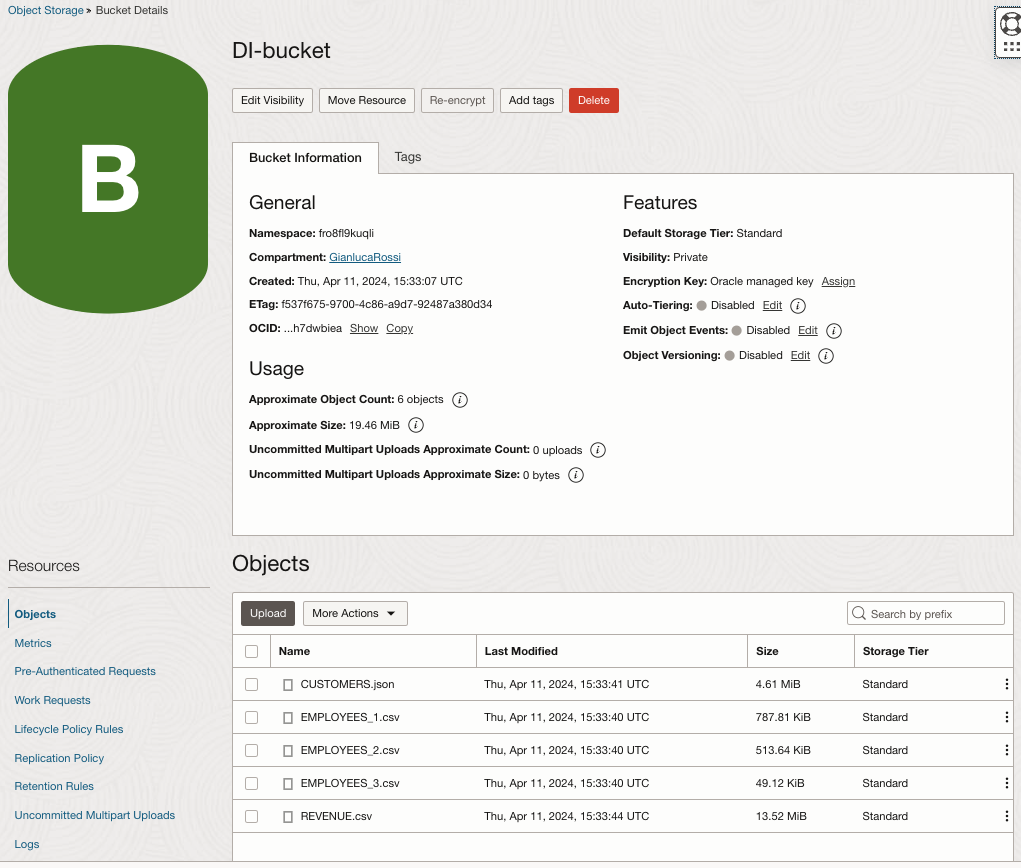 Object Storage » Bucket Details
B
DI-bucket
Edit Visibility Move Resource Re-encrypt Add tags Delete
Bucket Information Tags
General
Namespace: fro8fl9kuqli
Compartment: GianlucaRossi
Created: Thu, Apr 11, 2024, 15:33:07 UTC
ETag: f537f675-9700-4c86-a9d7-92487a380d34
OCID: ...h7dwbiea Show Copy
Usage
Approximate Object Count: 6 objects
Approximate Size: 19.46 MiB
Uncommitted Multipart Uploads Approximate Count: 0 uploads
Uncommitted Multipart Uploads Approximate Size: 0 bytes
Features
Default Storage Tier: Standard
Visibility: Private
Encryption Key: Oracle managed key Assign
Auto-Tiering: Disabled Edit
Emit Object Events: Disabled Edit
Object Versioning: Disabled Edit
Resources
Objects
Metrics
Pre-Authenticated Requests
Work Requests
Lifecycle Policy Rules
Replication Policy
Retention Rules
Uncommitted Multipart Uploads
Logs
Objects
Upload More Actions Search by prefix
Name Last Modified Size Storage Tier
CUSTOMERS.json Thu, Apr 11, 2024, 15:33:41 UTC 4.61 MiB Standard
EMPLOYEES_1.csv Thu, Apr 11, 2024, 15:33:40 UTC 787.81 KiB Standard
EMPLOYEES_2.csv Thu, Apr 11, 2024, 15:33:40 UTC 513.64 KiB Standard
EMPLOYEES_3.csv Thu, Apr 11, 2024, 15:33:40 UTC 49.12 KiB Standard
REVENUE.csv Thu, Apr 11, 2024, 15:33:44 UTC 13.52 MiB Standard